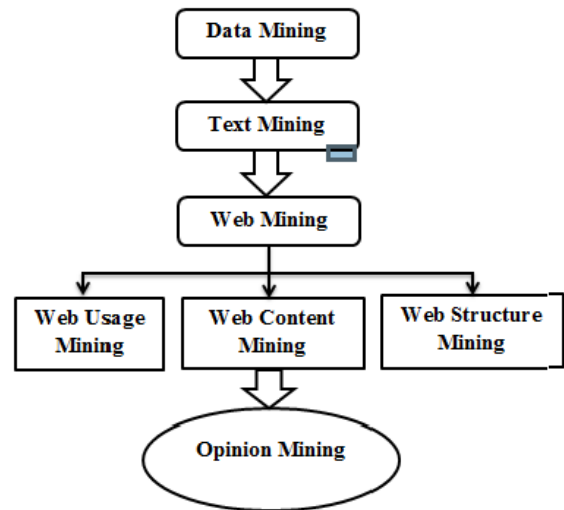 Data Mining
Text Mining
Web Mining
Web Usage
Mining
Web Content
Mining
Web Structure
Mining
Opinion Mining